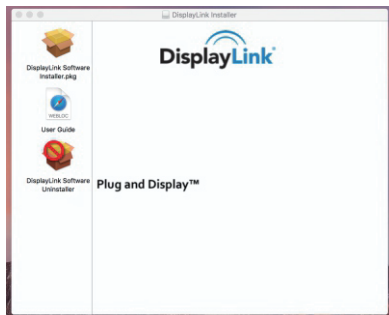 DisplayLink Installer
DisplayLink Software
Installer.pkg
WEBLOC
User Guide
DisplayLink Software
Uninstaller
DisplayLink
Plug and Display™